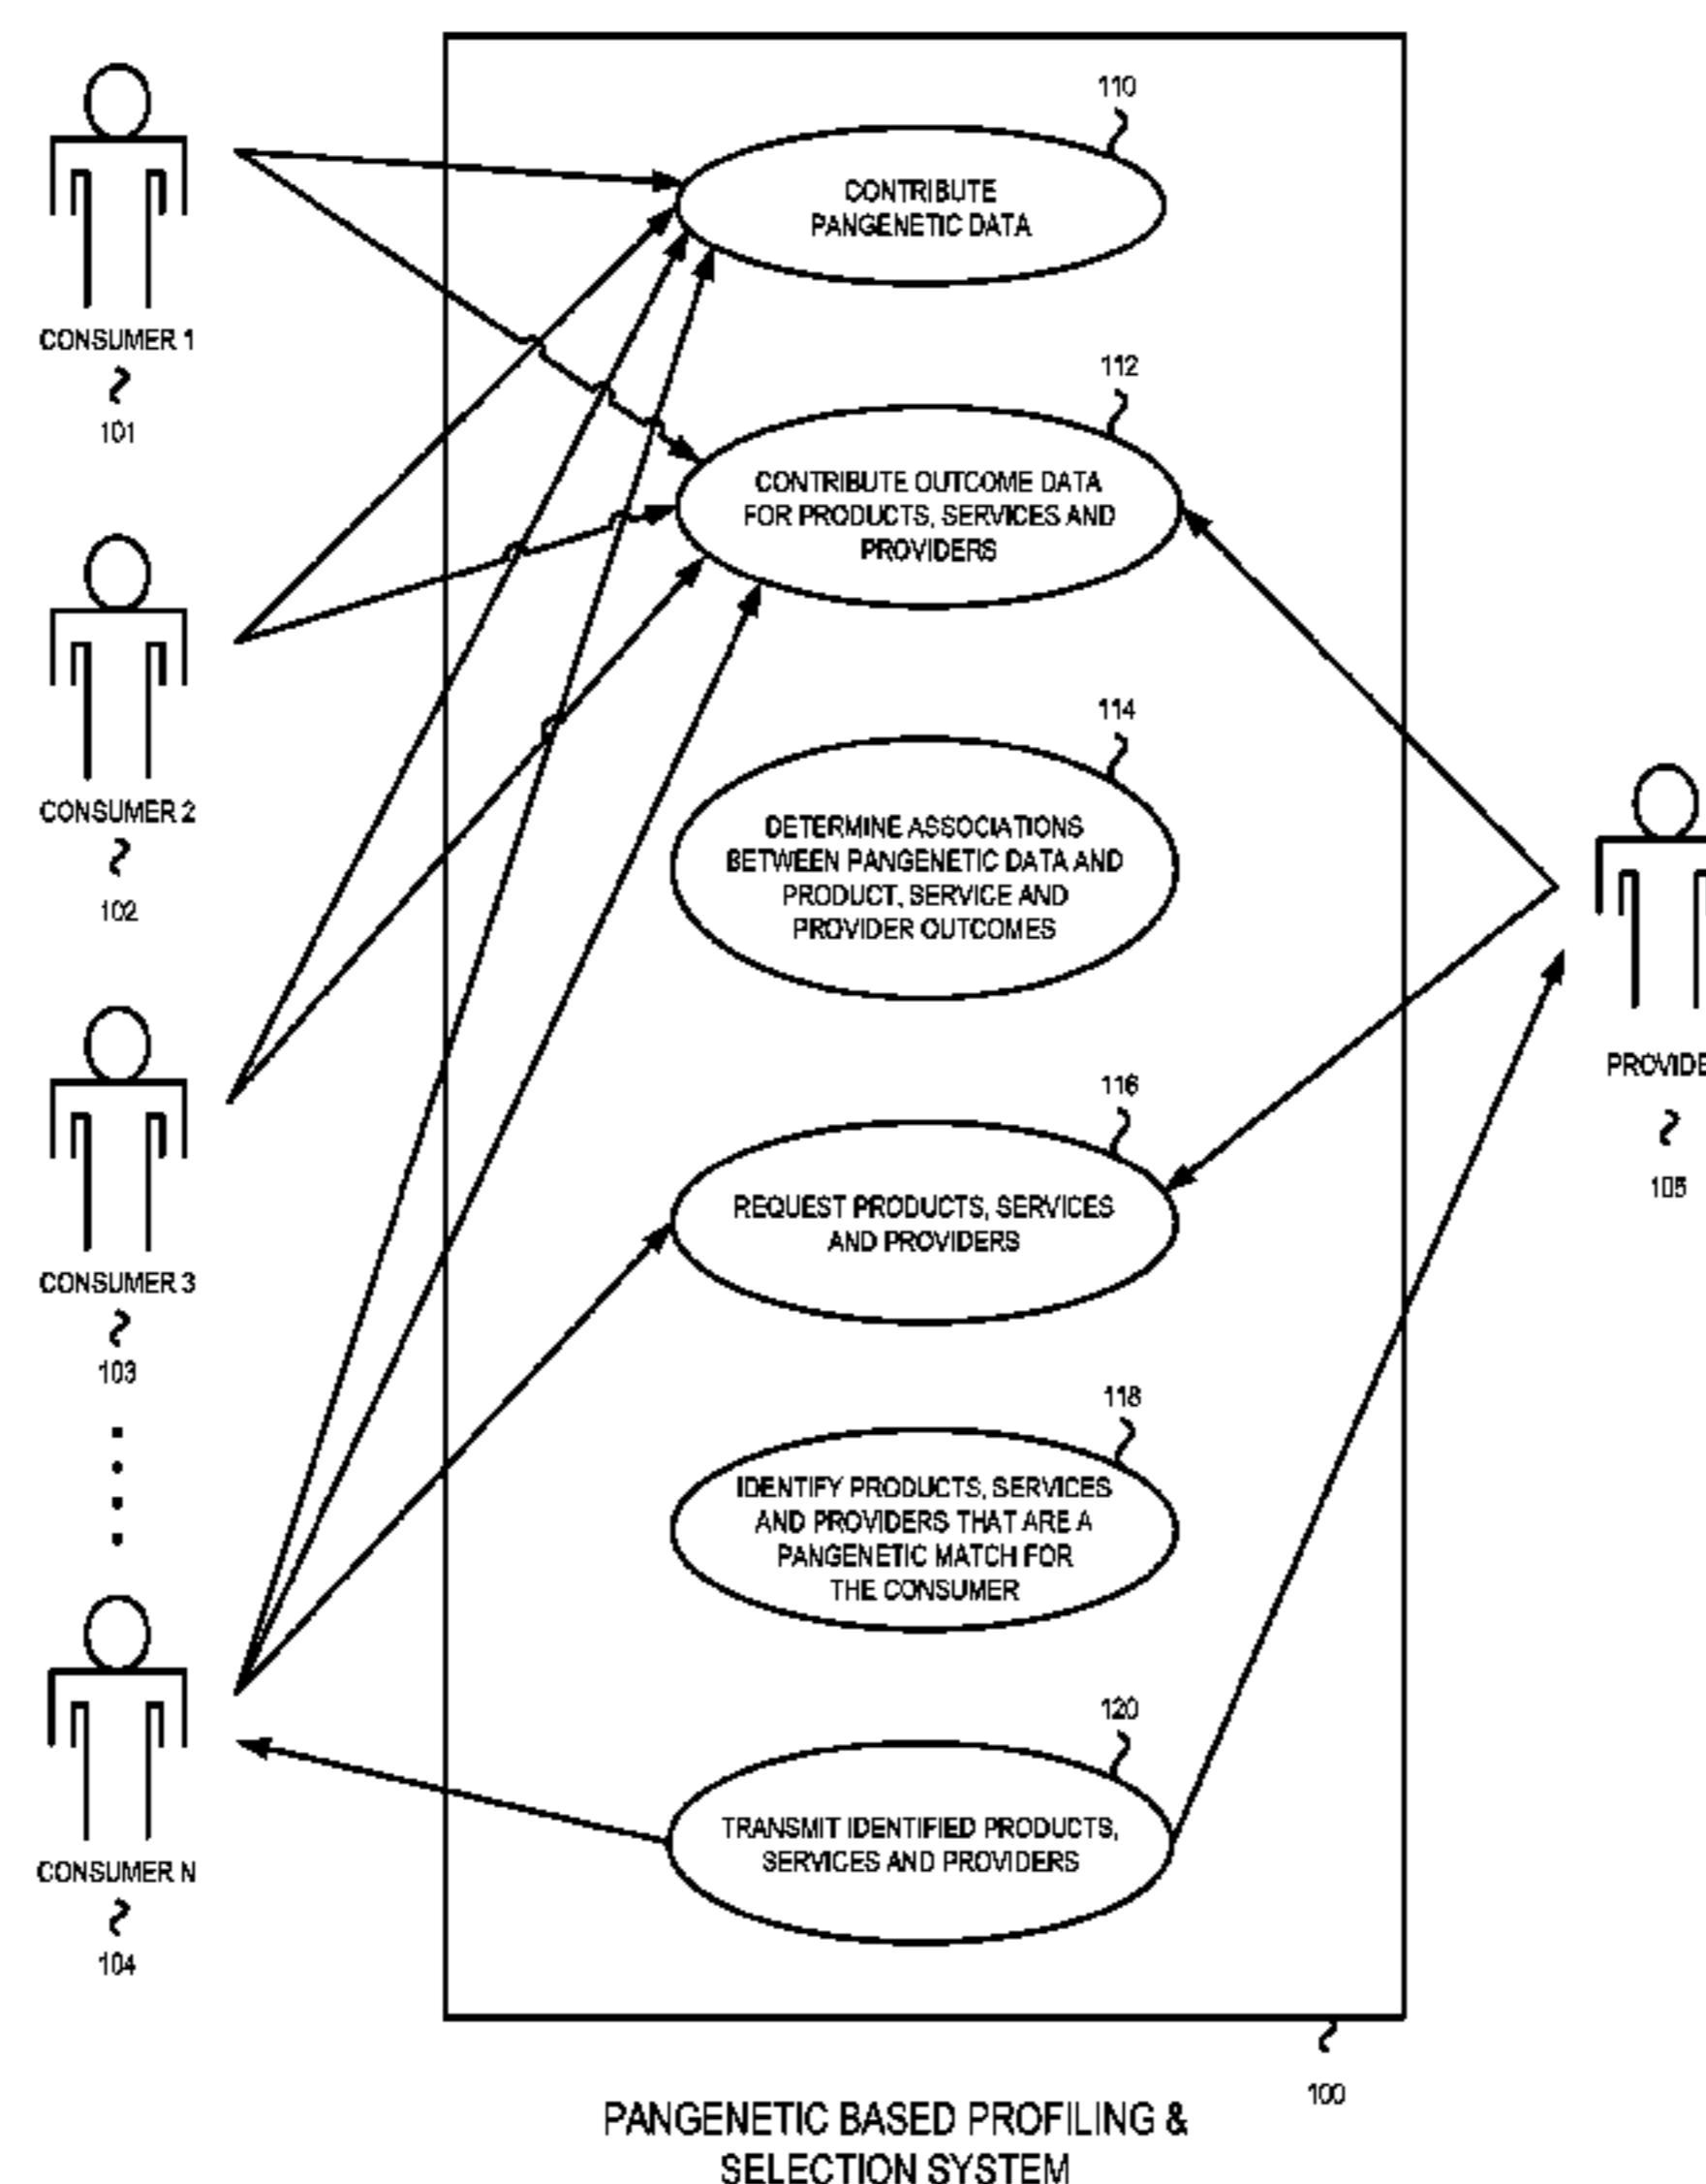 110
CONTRIBUTE
PANGENETIC DATA
CONSUMER 1
101
112
CONTRIBUTE OUTCOME DATA
FOR PRODUCTS, SERVICES AND
PROVIDERS
CONSUMER 2
102
114
DETERMINE ASSOCIATIONS
BETWEEN PANGENETIC DATA AND
PRODUCT, SERVICE AND
PROVIDER OUTCOMES
PROVIDE
105
116
REQUEST PRODUCTS, SERVICES
AND PROVIDERS
CONSUMER 3
103
118
IDENTIFY PRODUCTS, SERVICES
AND PROVIDERS THAT ARE A
PANGENETIC MATCH FOR
THE CONSUMER
120
TRANSMIT IDENTIFIED PRODUCTS,
SERVICES AND PROVIDERS
CONSUMER N
104
100
PANGENETIC BASED PROFILING &
SELECTION SYSTEM